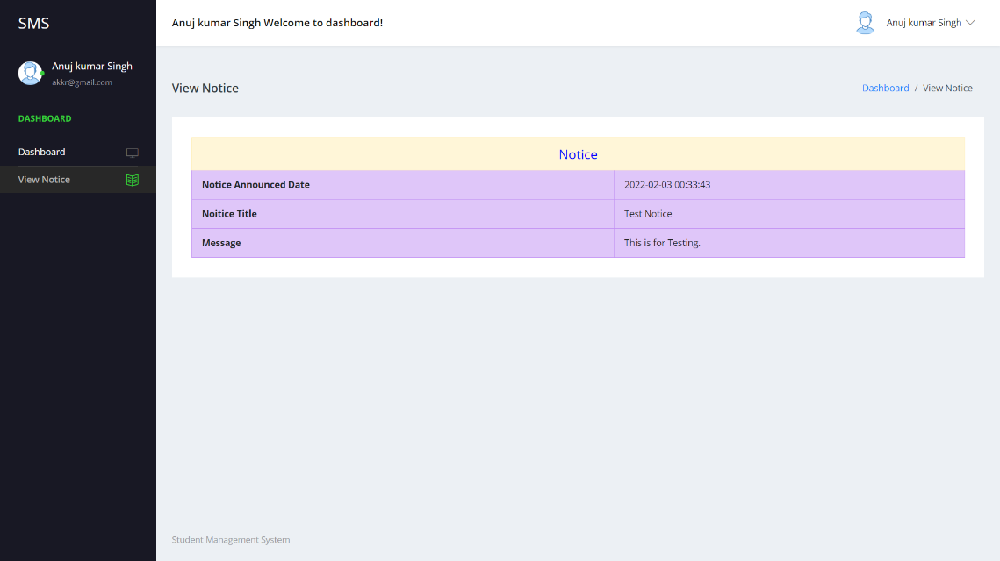 SMS
Anuj kumar Singh Welcome to dashboard!
Anuj kumar Singh
Anuj kumar Singh
akkr@gmail.com
DASHBOARD
Dashboard
View Notice
View Notice
Dashboard / View Notice
Notice
Notice Announced Date 2022-02-03 00:33:43
Noitice Title Test Notice
Message This is for Testing.
Student Management System